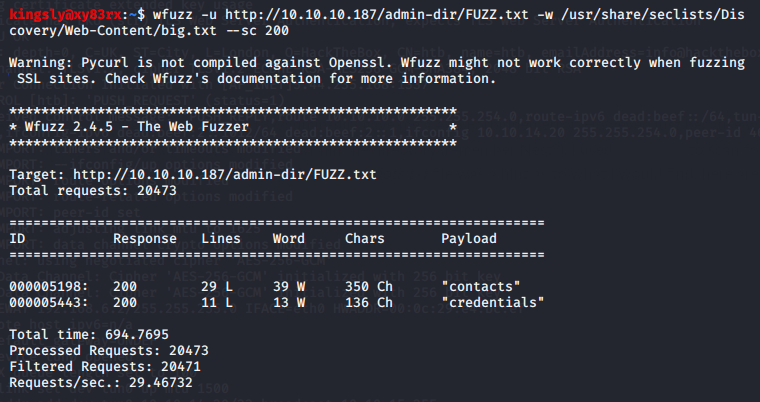 kingsly@xy83rx:~$ wfuzz -u http://10.10.10.187/admin-dir/FUZZ.txt -w /usr/share/seclists/Dis
covery/Web-Content/big.txt --sc 200
Warning: Pycurl is not compiled against Openssl. Wfuzz might not work correctly when fuzzing
 SSL sites. Check Wfuzz's documentation for more information.
********************************************************
* Wfuzz 2.4.5 - The Web Fuzzer                         *
********************************************************
Target: http://10.10.10.187/admin-dir/FUZZ.txt
Total requests: 20473
===================================================================
ID           Response   Lines    Word     Chars       Payload
===================================================================
000005198:   200        29 L     39 W     350 Ch      "contacts"
000005443:   200        11 L     13 W     136 Ch      "credentials"
Total time: 694.7695
Processed Requests: 20473
Filtered Requests: 20471
Requests/sec.: 29.46732